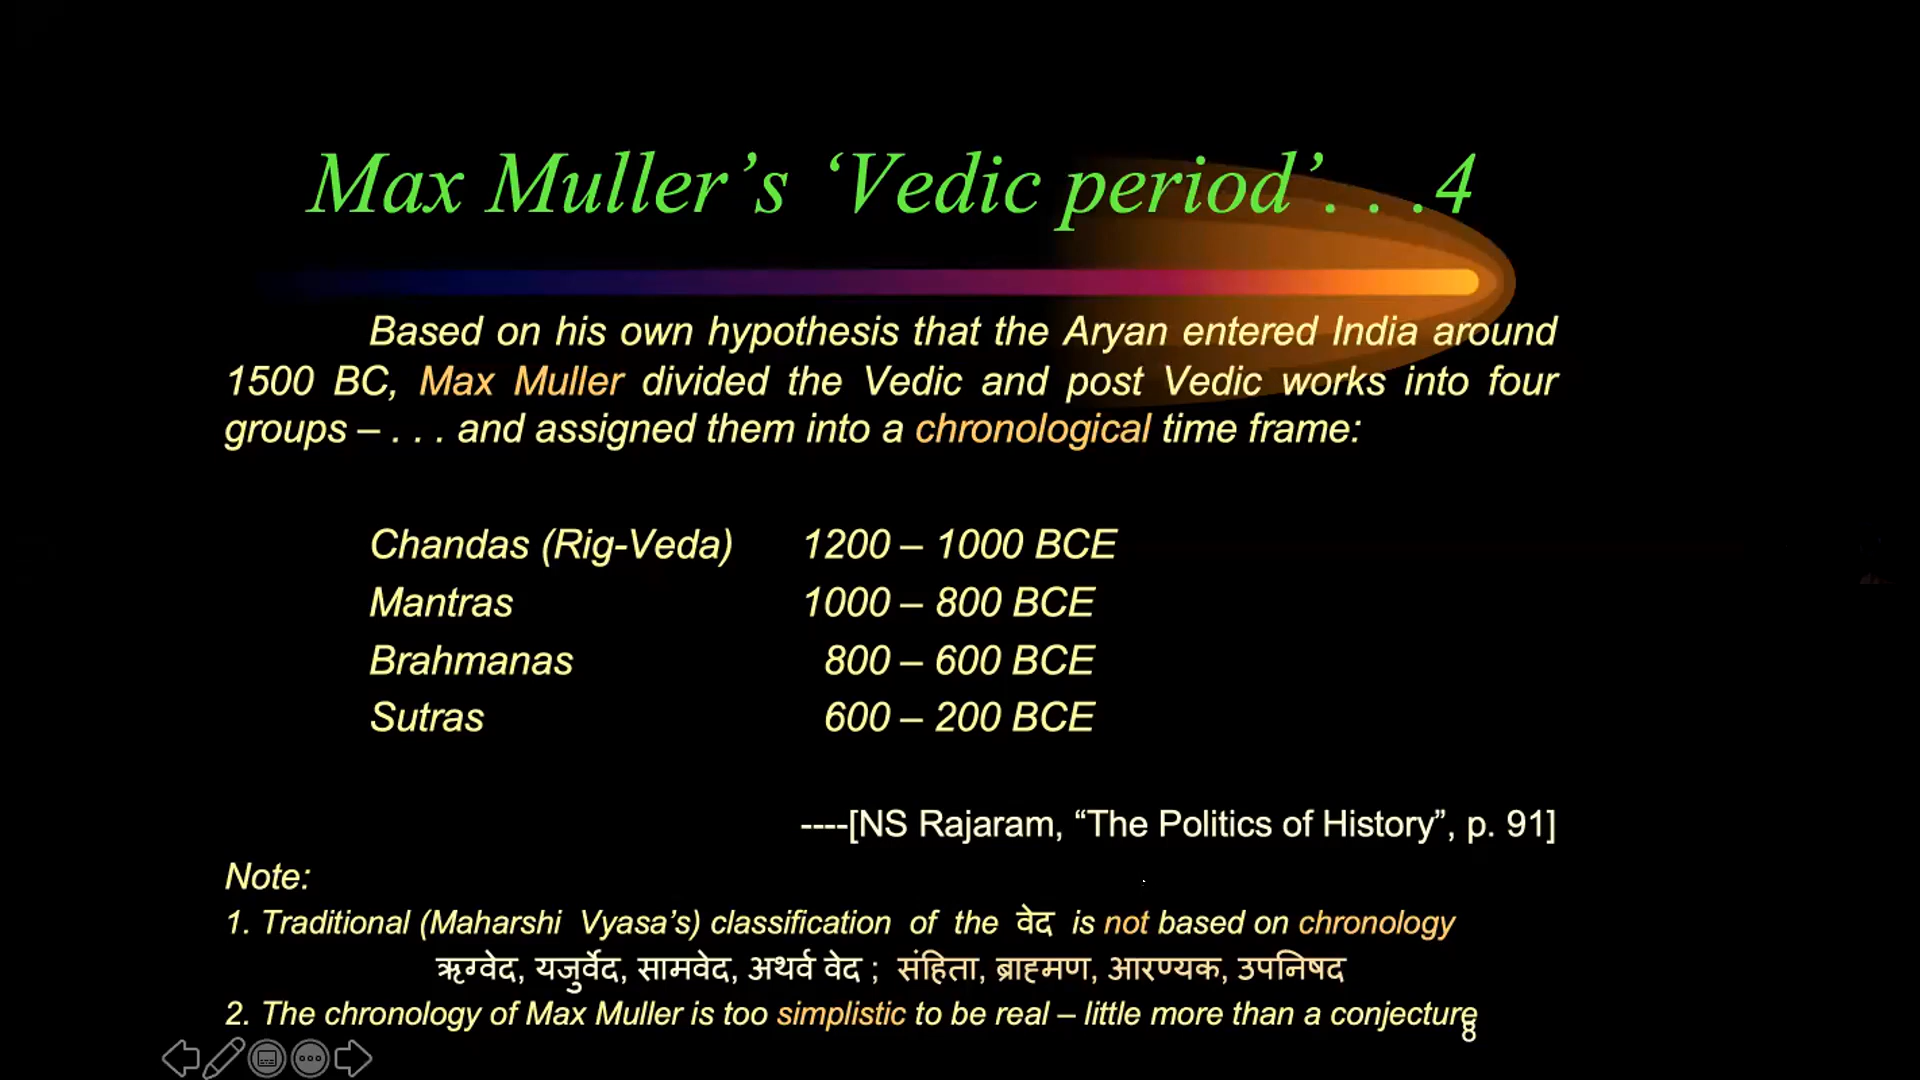 Max Muller’s ‘Vedic period’. . .4
Based on his own hypothesis that the Aryan entered India around
1500 BC, Max Muller divided the Vedic and post Vedic works into four
groups – . . . and assigned them into a chronological time frame:
Chandas (Rig-Veda) 1200 – 1000 BCE
Mantras 1000 – 800 BCE
Brahmanas 800 – 600 BCE
Sutras 600 – 200 BCE
----[NS Rajaram, “The Politics of History”, p. 91]
Note:
1. Traditional (Maharshi Vyasa’s) classification of the वेद is not based on chronology
ऋग्वेद, यजुर्वेद, सामवेद, अथर्व वेद ; संहिता, ब्राह्मण, आरण्यक, उपनिषद
2. The chronology of Max Muller is too simplistic to be real – little more than a conjecture
8